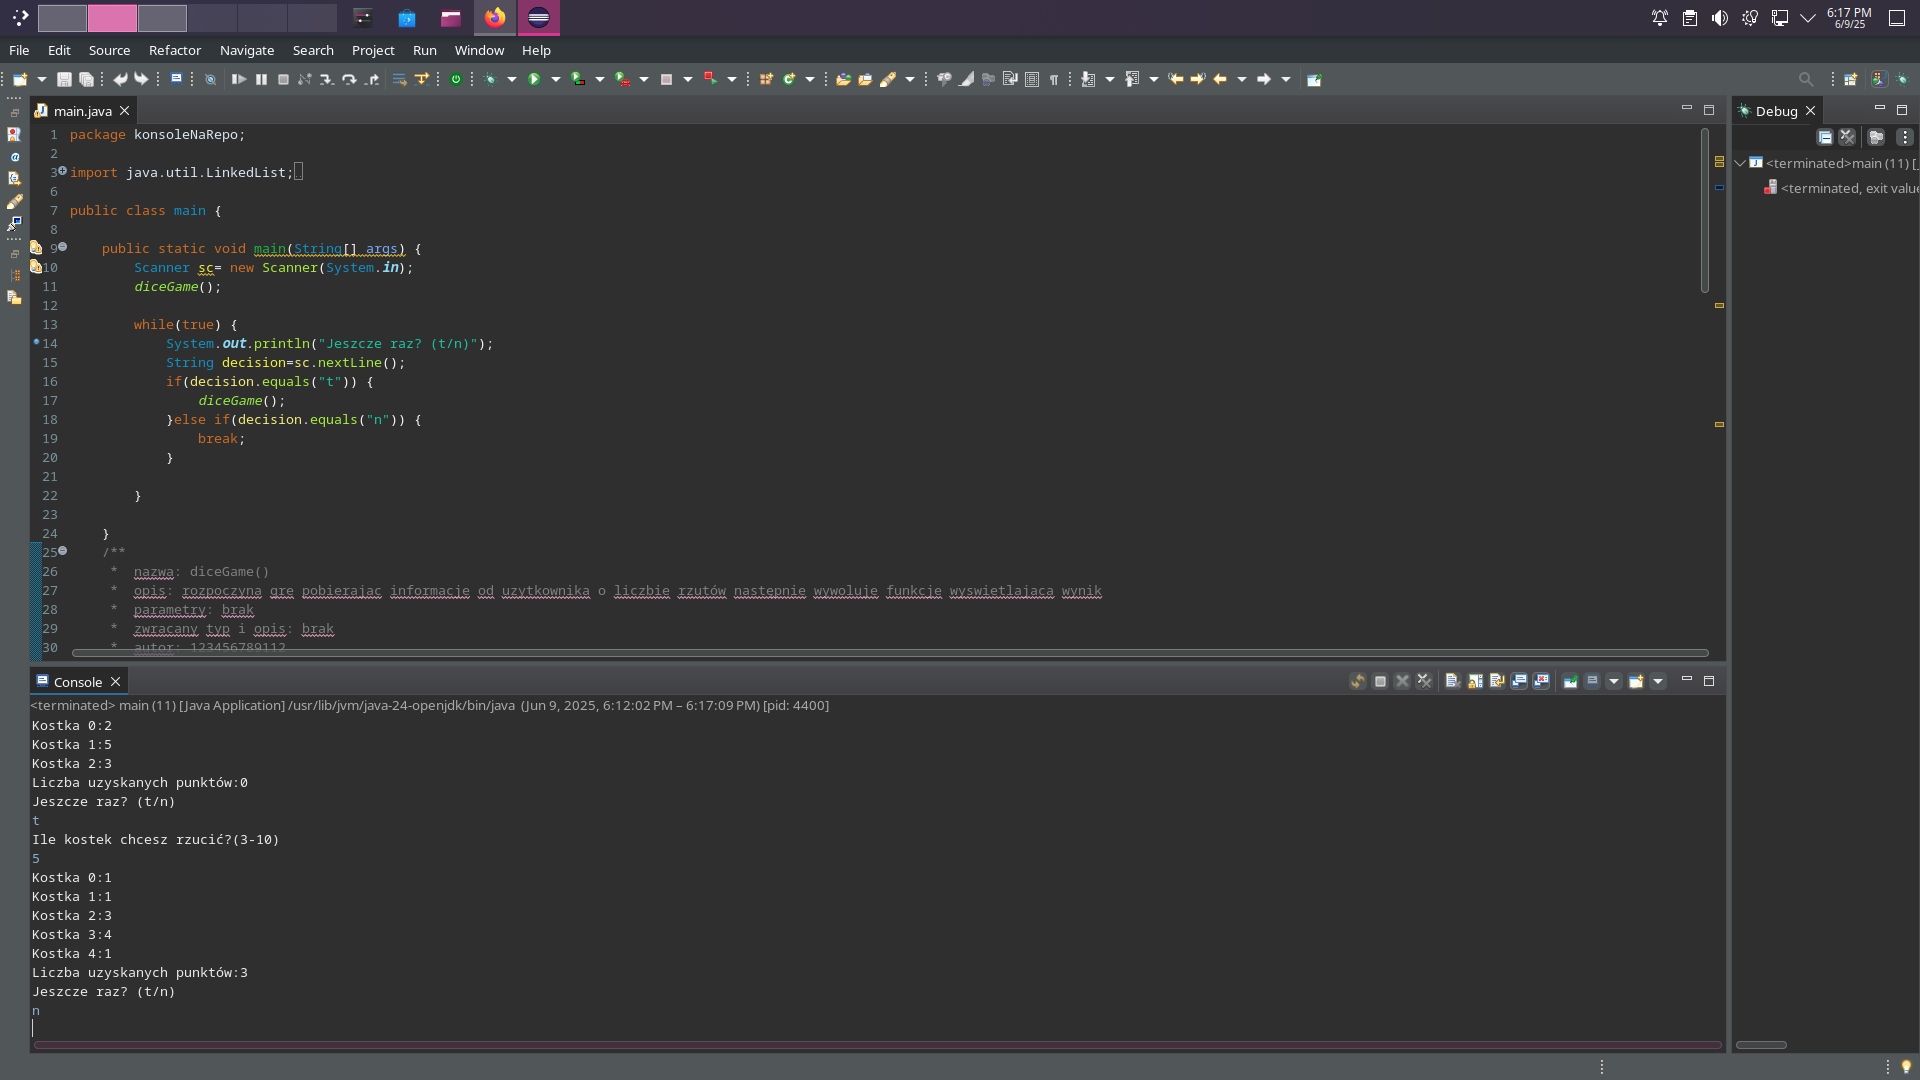 6:17 PM
6/9/25
File Edit Source Refactor Navigate Search Project Run Window Help
main.java
1 package konsoleNaRepo;
2
3 import java.util.LinkedList;
6
7 public class main {
8
9 public static void main(String[] args) {
10 Scanner sc= new Scanner(System.in);
11 diceGame();
12
13 while(true) {
14 System.out.println("Jeszcze raz? (t/n)");
15 String decision=sc.nextLine();
16 if(decision.equals("t")) {
17 diceGame();
18 }else if(decision.equals("n")) {
19 break;
20 }
21
22 }
23
24 }
25 /**
26 * nazwa: diceGame()
27 * opis: rozpoczyna gre pobierajac informacje od uzytkownika o liczbie rzutów nastepnie wywoluje funkcje wyswietlajaca wynik
28 * parametry: brak
29 * zwracany typ i opis: brak
30 * autor: 123456789112
Debug
<terminated>main (11) [
<terminated, exit value
Console
<terminated> main (11) [Java Application] /usr/lib/jvm/java-24-openjdk/bin/java (Jun 9, 2025, 6:12:02 PM – 6:17:09 PM) [pid: 4400]
Kostka 0:2
Kostka 1:5
Kostka 2:3
Liczba uzyskanych punktów:0
Jeszcze raz? (t/n)
t
Ile kostek chcesz rzucić?(3-10)
5
Kostka 0:1
Kostka 1:1
Kostka 2:3
Kostka 3:4
Kostka 4:1
Liczba uzyskanych punktów:3
Jeszcze raz? (t/n)
n